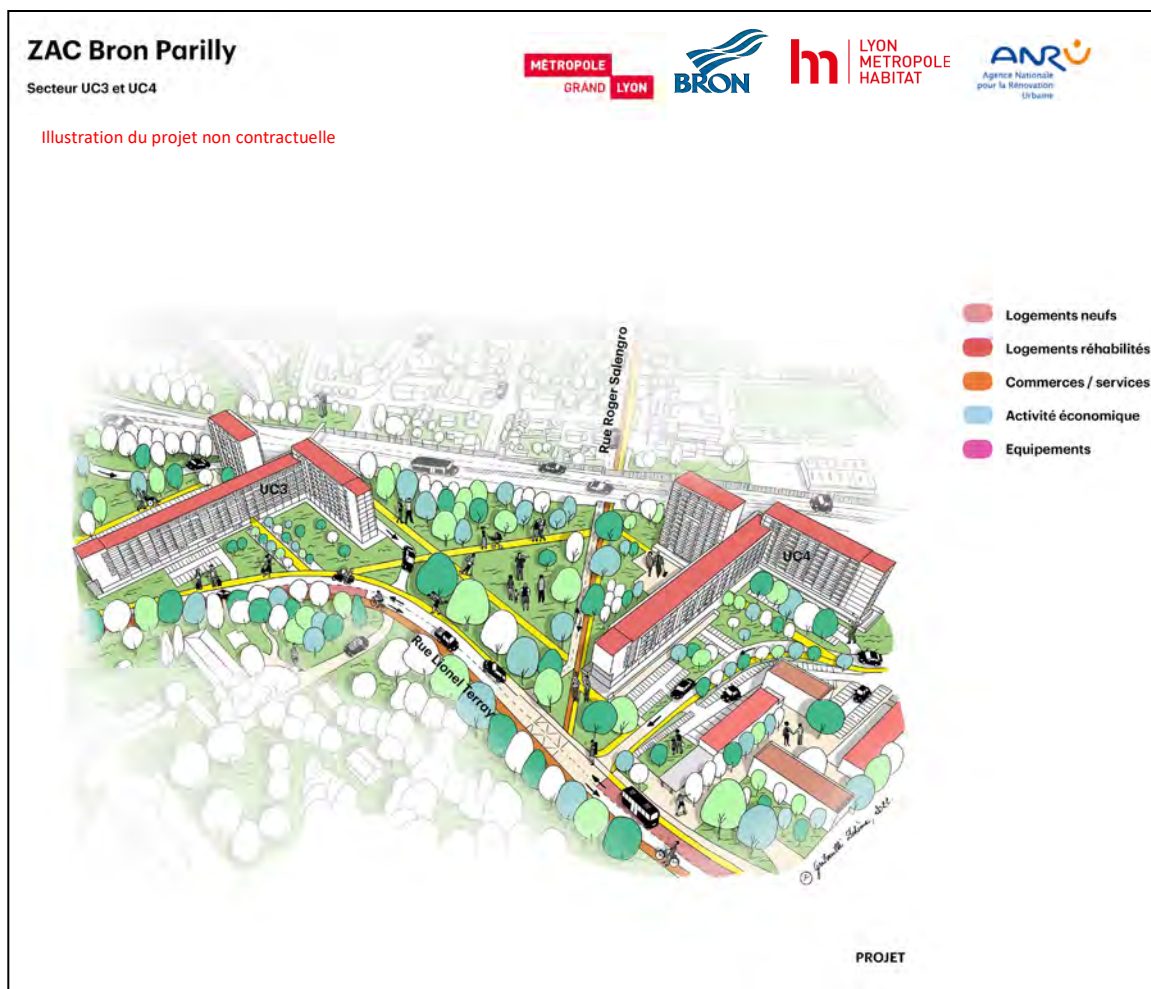 ZAC Bron Parilly
Secteur UC3 et UC4
Illustration du projet non contractuelle
MÉTROPOLE
GRAND LYON
BRON
LYON
METROPOLE
HABITAT
ANRU
Agence Nationale
pour la Rénovation
Urbaine
Logements neufs
Logements réhabilités
Commerces / services
Activité économique
Equipements
Rue Roger Salengro
UC3
UC4
Rue Lionel Terray
PROJET